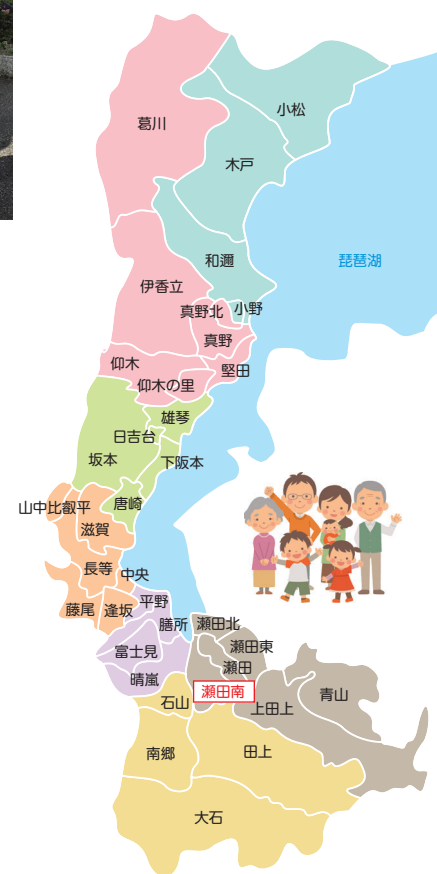 小松
葛川
木戸
和邇
琵琶湖
伊香立
真野北
小野
真野
仰木
堅田
仰木の里
雄琴
日吉台
坂本
下阪本
唐崎
山中比叡平
滋賀
長等
中央
平野
藤尾
逢坂
膳所
瀬田北
瀬田東
富士見
瀬田
晴嵐
瀬田南
青山
石山
上田上
南郷
田上
大石